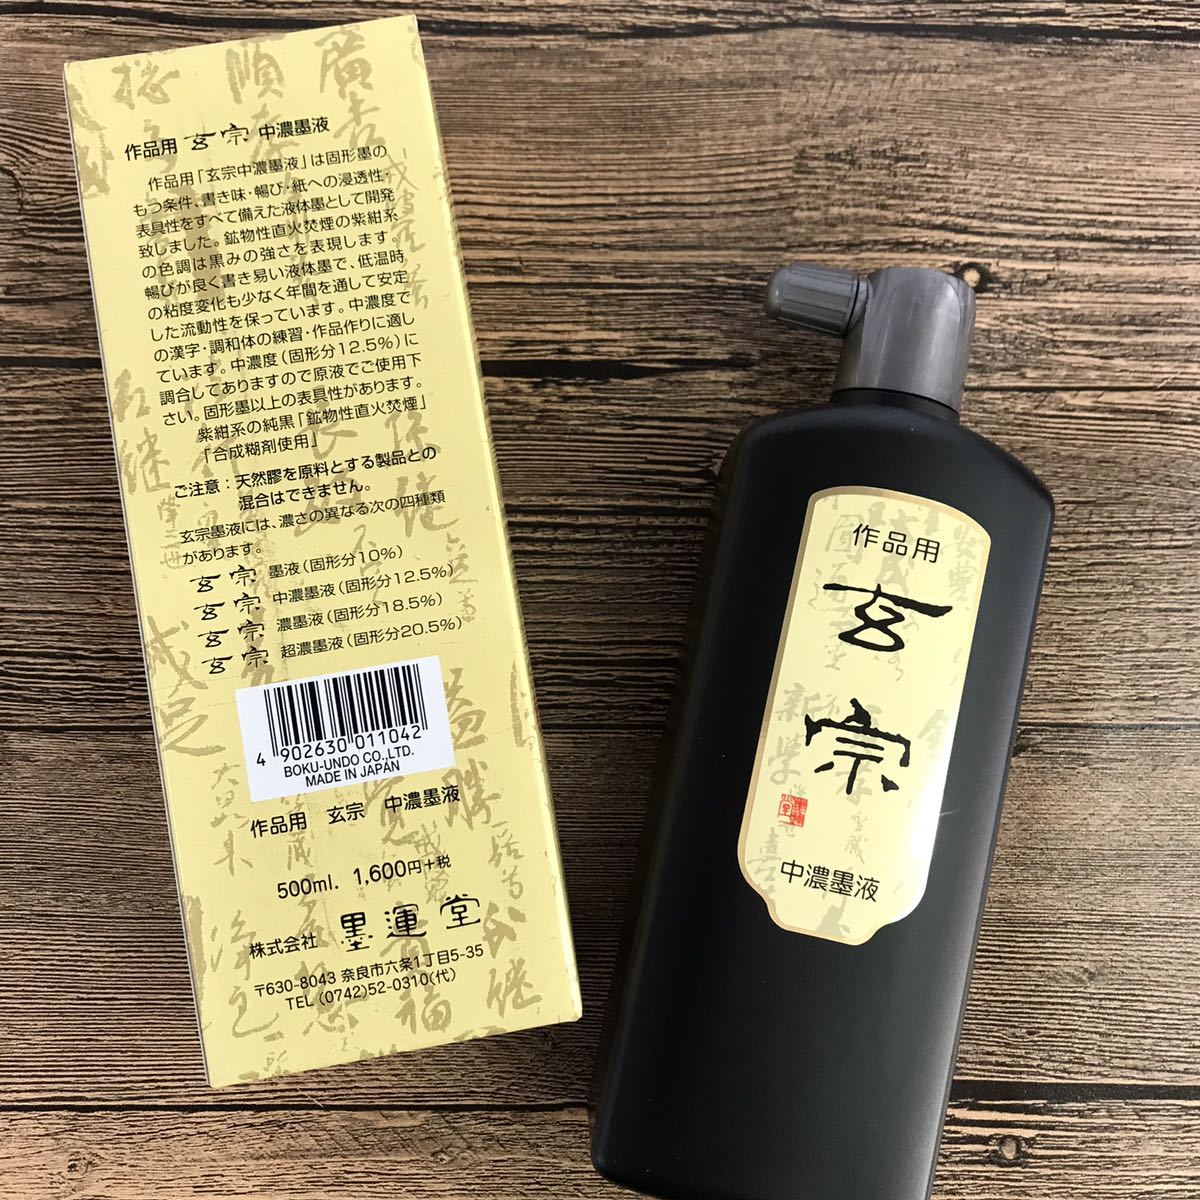 作品用 玄宗 中濃墨液
作品用「玄宗中濃墨液」は固形墨の
もつ条件、書き味・暢び・紙への浸透性・
表具性をすべて備えた液体墨として開発
致しました。鉱物性直火焚煙の紫紺系
の色調は黒みの強さを表現します。
暢びが良く書き易い液体墨で、低温時
の粘度変化も少なく年間を通して安定
した流動性を保っています。中濃度で
の漢字・調和体の練習・作品作りに適し
ています。中濃度(固形分12.5%)に
調合してありますので原液でご使用下
さい。固形墨以上の表具性があります。
紫紺系の純黒「鉱物性直火焚煙」
「合成糊剤使用」
ご注意:天然膠を原料とする製品との
混合はできません。
玄宗墨液には、濃さの異なる次の四種類
があります。
玄宗 墨液(固形分10%)
玄宗 中濃墨液(固形分12.5%)
玄宗 濃墨液(固形分18.5%)
玄宗 超濃墨液(固形分20.5%)
4 902630 011042
BOKU-UNDO CO.,LTD.
MADE IN JAPAN
作品用 玄宗 中濃墨液
500ml. 1,600円+税
株式会社 墨運堂
〒630-8043 奈良市六条1丁目5-35
TEL (0742)52-0310(代)
作品用
玄
宗
中濃墨液